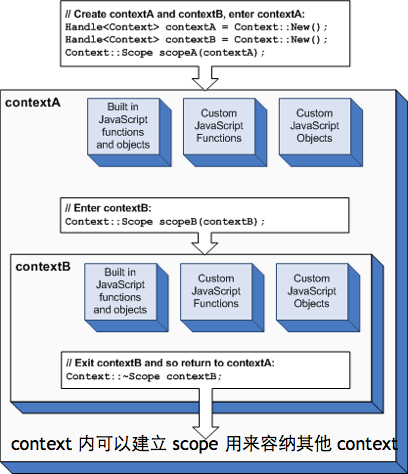 // Create contextA and contextB, enter contextA:
Handle<Context> contextA = Context::New();
Handle<Context> contextB = Context::New();
Context::Scope scopeA(contextA);
contextA
Built in
JavaScript
functions
and objects
Custom
JavaScript
Functions
Custom
JavaScript
Objects
// Enter contextB:
Context::Scope scopeB(contextB);
contextB
Built in
JavaScript
functions
and objects
Custom
JavaScript
Functions
Custom
JavaScript
Objects
// Exit contextB and so return to contextA:
Context::~Scope contextB;
context 内可以建立 scope 用来容纳其他 context